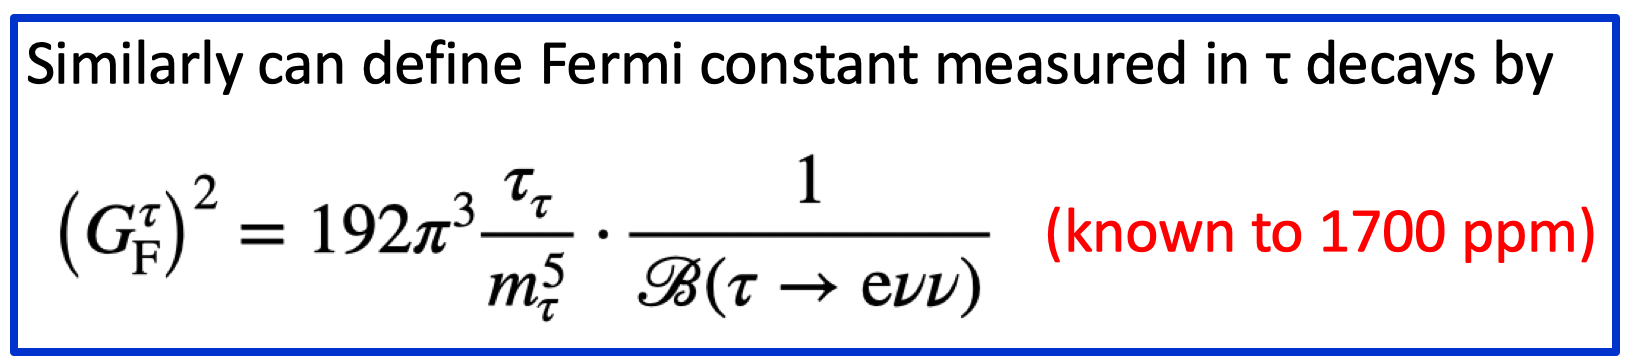 Similarly can define Fermi constant measured in τ decays by
(G_F^τ)^2 = 192π^3 τ_τ / m_τ^5 · 1 / ℬ(τ → eνν) (known to 1700 ppm)